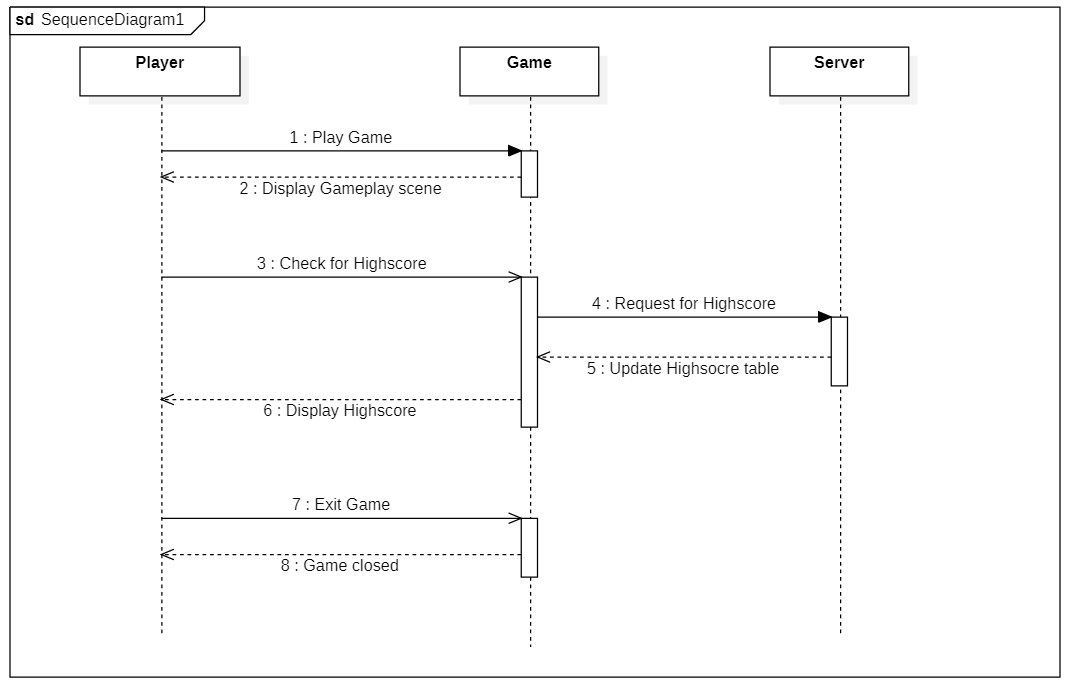 sd SequenceDiagram1
Player
Game
Server
1 : Play Game
2 : Display Gameplay scene
3 : Check for Highscore
4 : Request for Highscore
5 : Update Highsocre table
6 : Display Highscore
7 : Exit Game
8 : Game closed